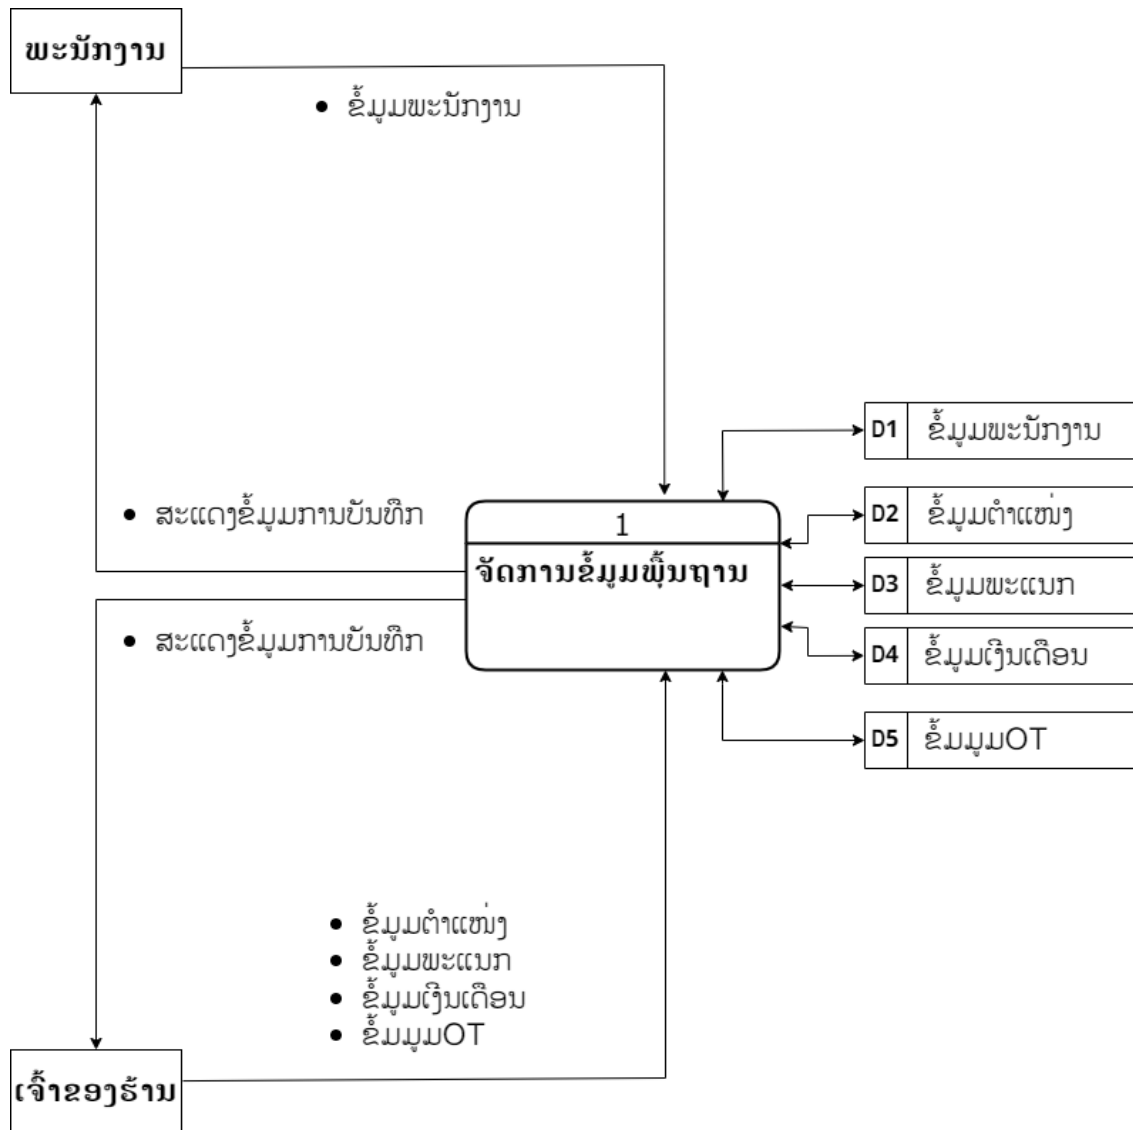 ພະນັກງານ
• ຂໍ້ມູນພະນັກງານ
D1 ຂໍ້ມູນພະນັກງານ
• ສະແດງຂໍ້ມູນການບັນທຶກ
1
D2 ຂໍ້ມູນຕຳແໜ່ງ
ຈັດການຂໍ້ມູນພື້ນຖານ
D3 ຂໍ້ມູນພະແນກ
• ສະແດງຂໍ້ມູນການບັນທຶກ
D4 ຂໍ້ມູນເງິນເດືອນ
D5 ຂໍ້ມມູນOT
• ຂໍ້ມູນຕຳແໜ່ງ
• ຂໍ້ມູນພະແນກ
• ຂໍ້ມູນເງິນເດືອນ
• ຂໍ້ມມູນOT
ເຈົ້າຂອງຮ້ານ